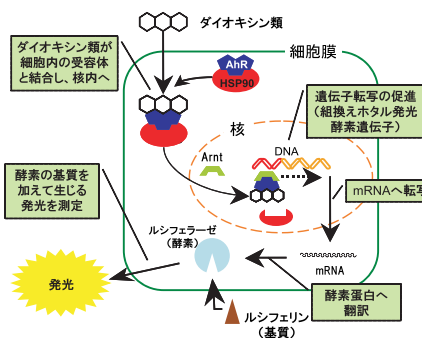 ダイオキシン類
ダイオキシン類が
細胞内の受容体
と結合し、核内へ
AhR
HSP90
細胞膜
遺伝子転写の促進
(組換えホタル発光
酵素遺伝子)
核
Arnt
DNA
mRNAへ転写
酵素の基質を
加えて生じる
発光を測定
ルシフェラーゼ
(酵素)
mRNA
発光
酵素蛋白へ
翻訳
ルシフェリン
(基質)